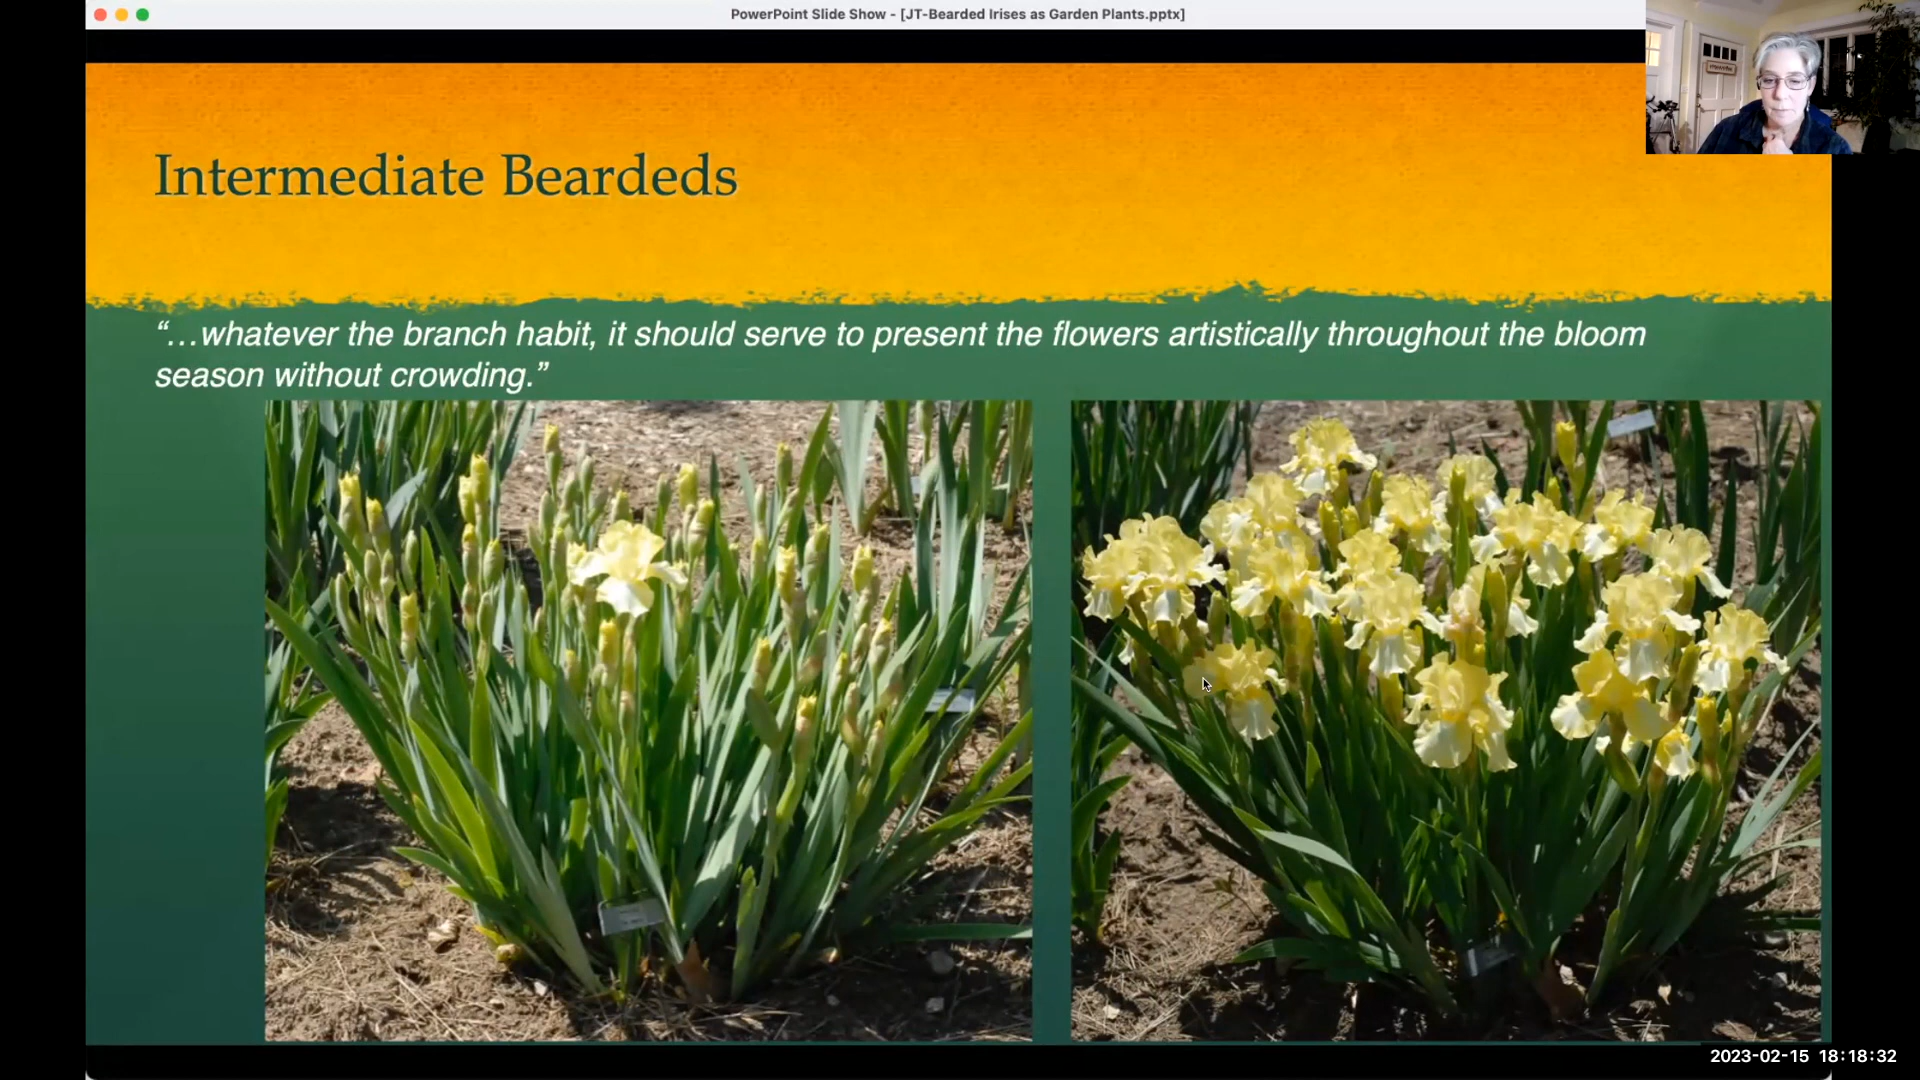 PowerPoint Slide Show - [JT-Bearded Irises as Garden Plants.pptx]
Intermediate Beardeds
“…whatever the branch habit, it should serve to present the flowers artistically throughout the bloom
season without crowding.”
2023-02-15 18:18:32